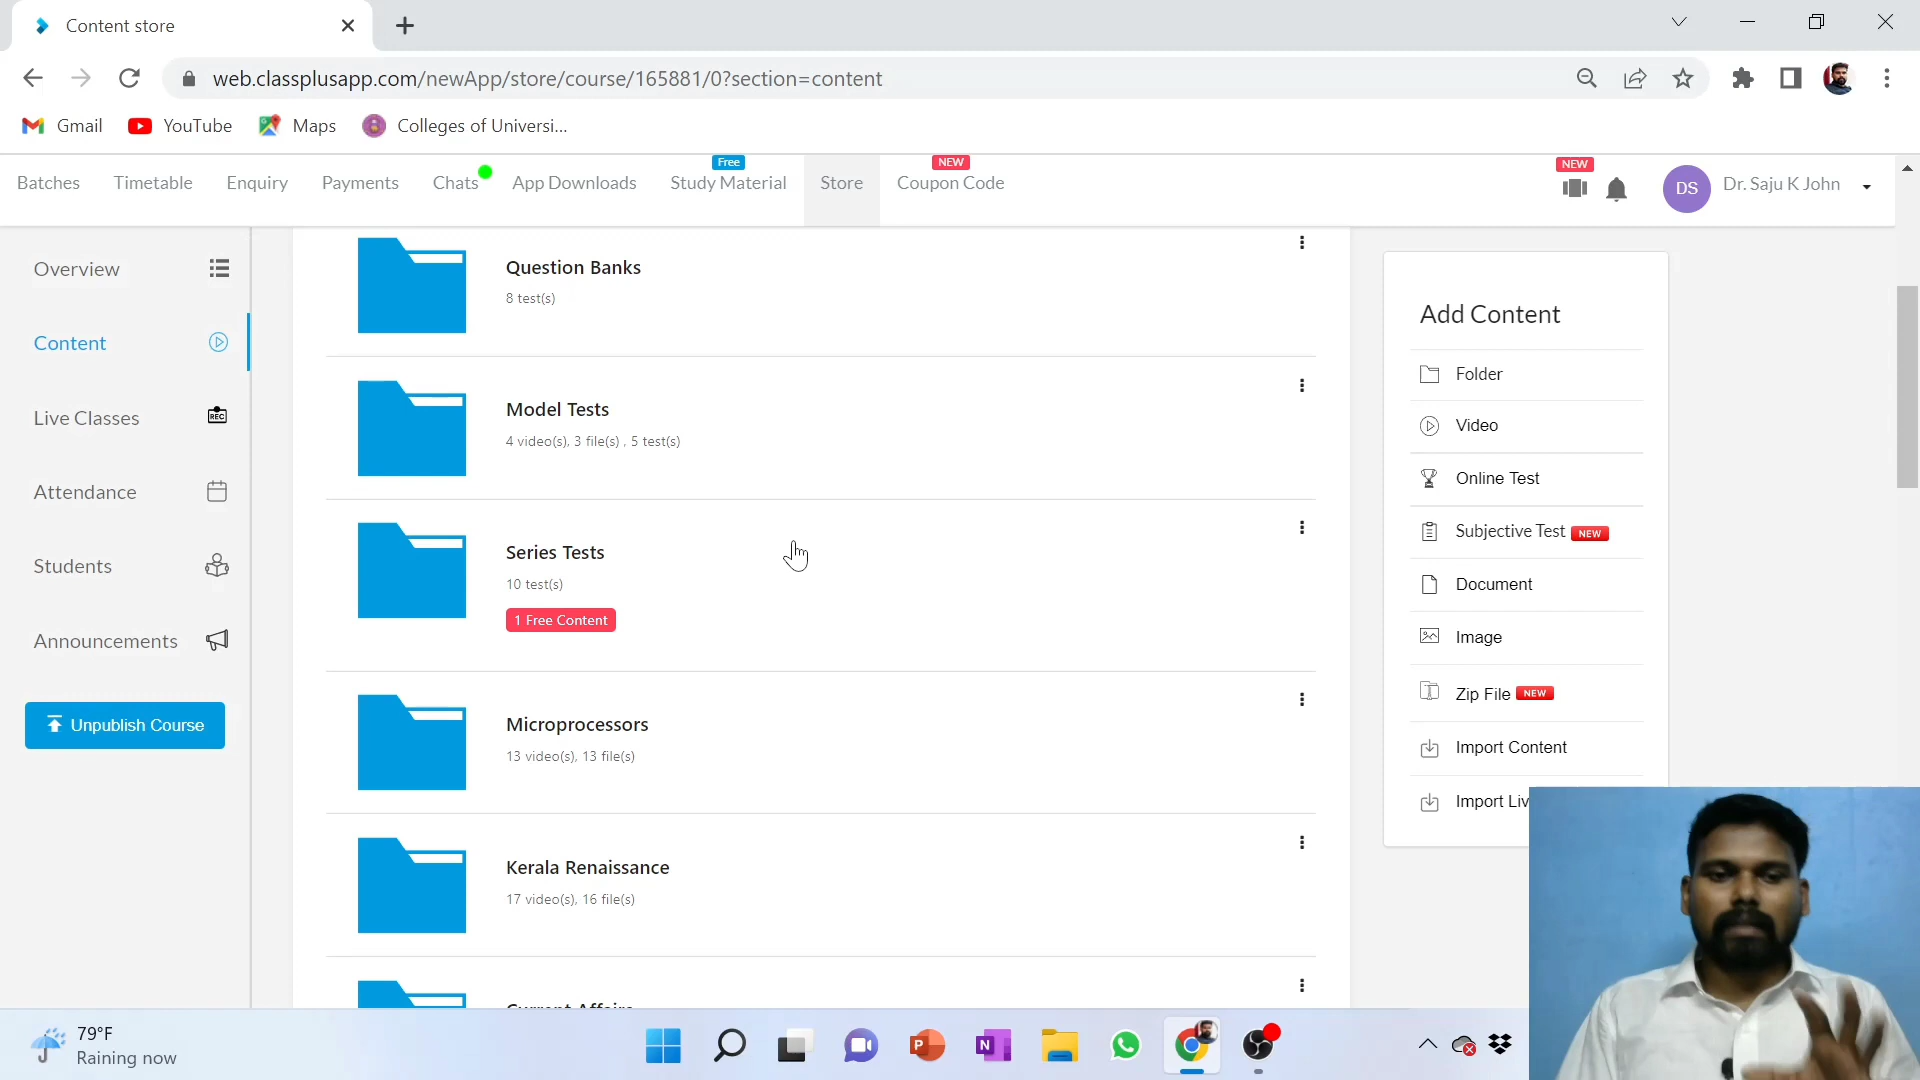 Content store
web.classplusapp.com/newApp/store/course/165881/0?section=content
Gmail YouTube Maps Colleges of Universi...
Free NEW NEW
Batches Timetable Enquiry Payments Chats App Downloads Study Material Store Coupon Code DS Dr. Saju K John
Overview
Content
Live Classes REC
Attendance
Students
Announcements
Unpublish Course
Question Banks
8 test(s)
Model Tests
4 video(s), 3 file(s) , 5 test(s)
Series Tests
10 test(s)
1 Free Content
Microprocessors
13 video(s), 13 file(s)
Kerala Renaissance
17 video(s), 16 file(s)
Add Content
Folder
Video
Online Test
Subjective Test NEW
Document
Image
Zip File NEW
Import Content
Import
79°F
Raining now